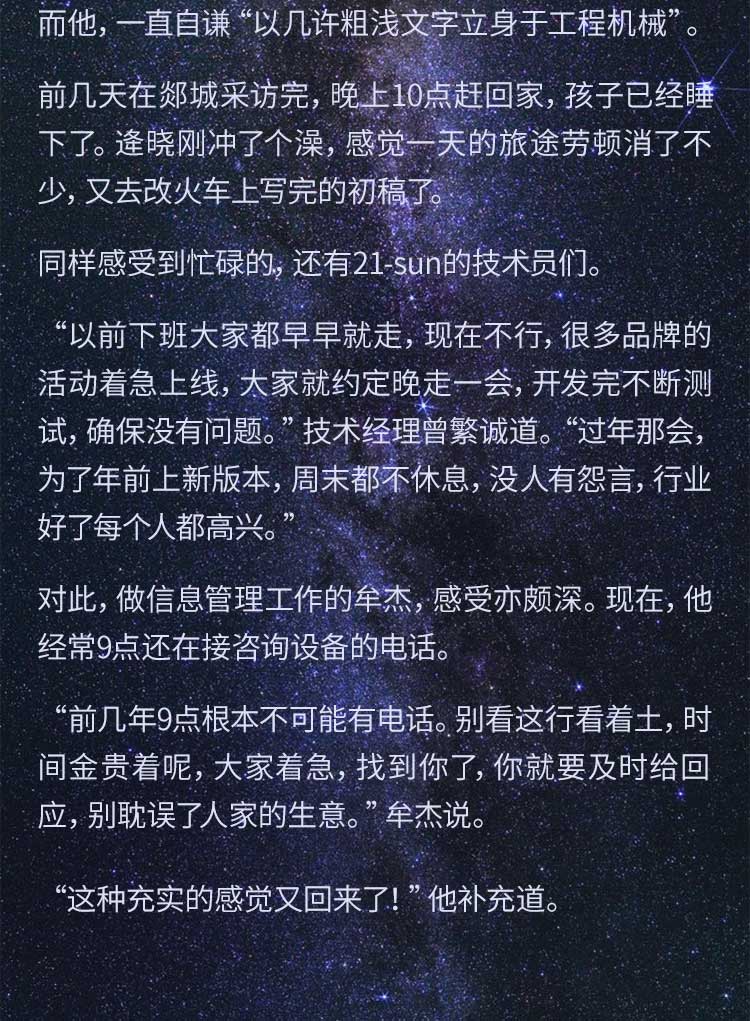 而他，一直自谦“以几许粗浅文字立身于工程机械”。
前几天在郯城采访完，晚上10点赶回家，孩子已经睡
下了。逄晓刚冲了个澡，感觉一天的旅途劳顿消了不
少，又去改火车上写完的初稿了。
同样感受到忙碌的，还有21-sun的技术员们。
“以前下班大家都早早就走，现在不行，很多品牌的
活动着急上线，大家就约定晚走一会，开发完不断测
试，确保没有问题。”技术经理曾繁诚道。“过年那会，
为了年前上新版本，周末都不休息，没人有怨言，行业
好了每个人都高兴。”
对此，做信息管理工作的牟杰，感受亦颇深。现在，他
经常9点还在接咨询设备的电话。
“前几年9点根本不可能有电话。别看这行看着土，时
间金贵着呢，大家着急，找到你了，你就要及时给回
应，别耽误了人家的生意。”牟杰说。
“这种充实的感觉又回来了！”他补充道。